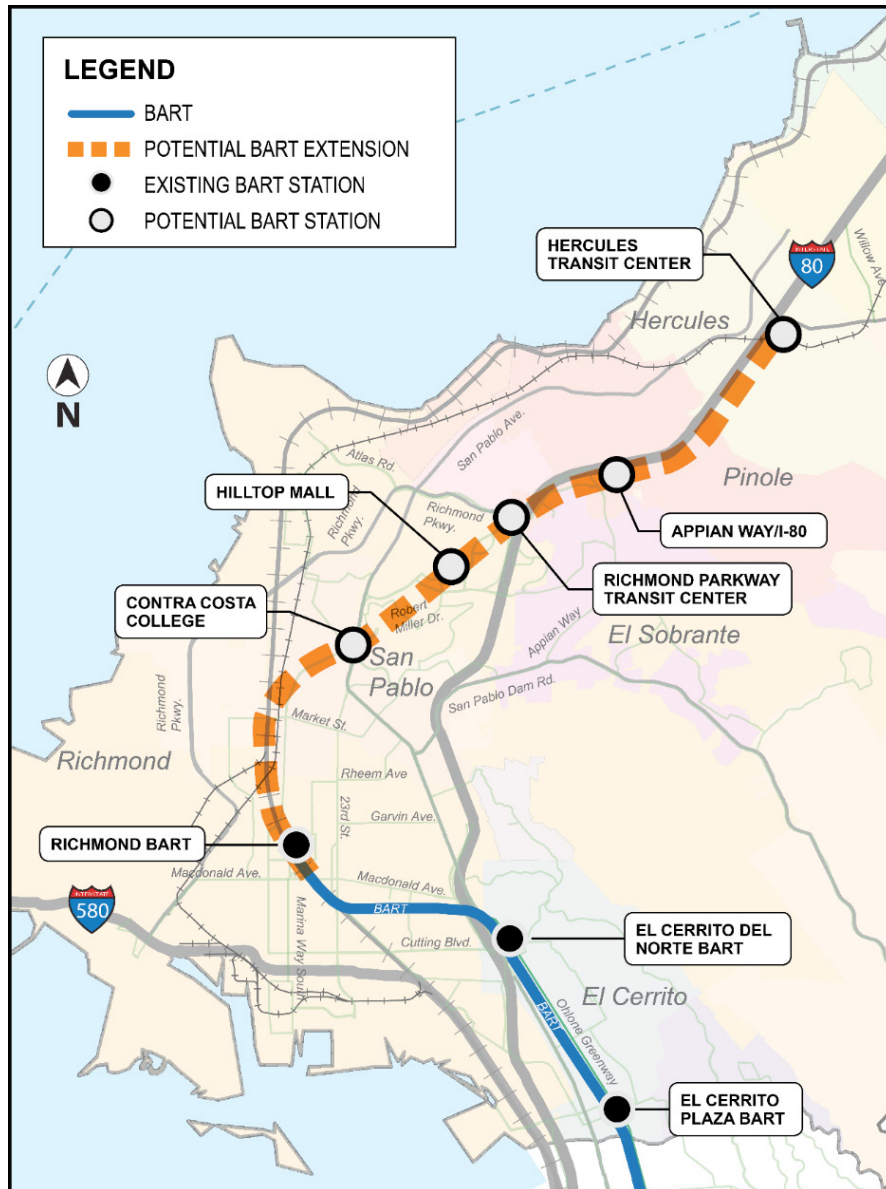 LEGEND
BART
POTENTIAL BART EXTENSION
EXISTING BART STATION
POTENTIAL BART STATION
HERCULES
TRANSIT CENTER
INTERSTATE
80
Willow Ave.
Hercules
N
San Pablo Ave.
Atlas Rd.
HILLTOP MALL
Richmond
Pkwy.
Richmond
Pkwy.
Pinole
APPIAN WAY/I-80
RICHMOND PARKWAY
TRANSIT CENTER
CONTRA COSTA
COLLEGE
Robert
Miller Dr.
San
Pablo
Appian Way
El Sobrante
San Pablo Dam Rd.
Richmond
Pkwy.
Market St.
Richmond
Rheem Ave
23rd St.
Garvin Ave.
RICHMOND BART
Macdonald Ave.
Macdonald Ave.
INTERSTATE
580
BART
Marina Way South
Cutting Blvd.
EL CERRITO DEL
NORTE BART
El Cerrito
BART
Ohlone Greenway
EL CERRITO
PLAZA BART